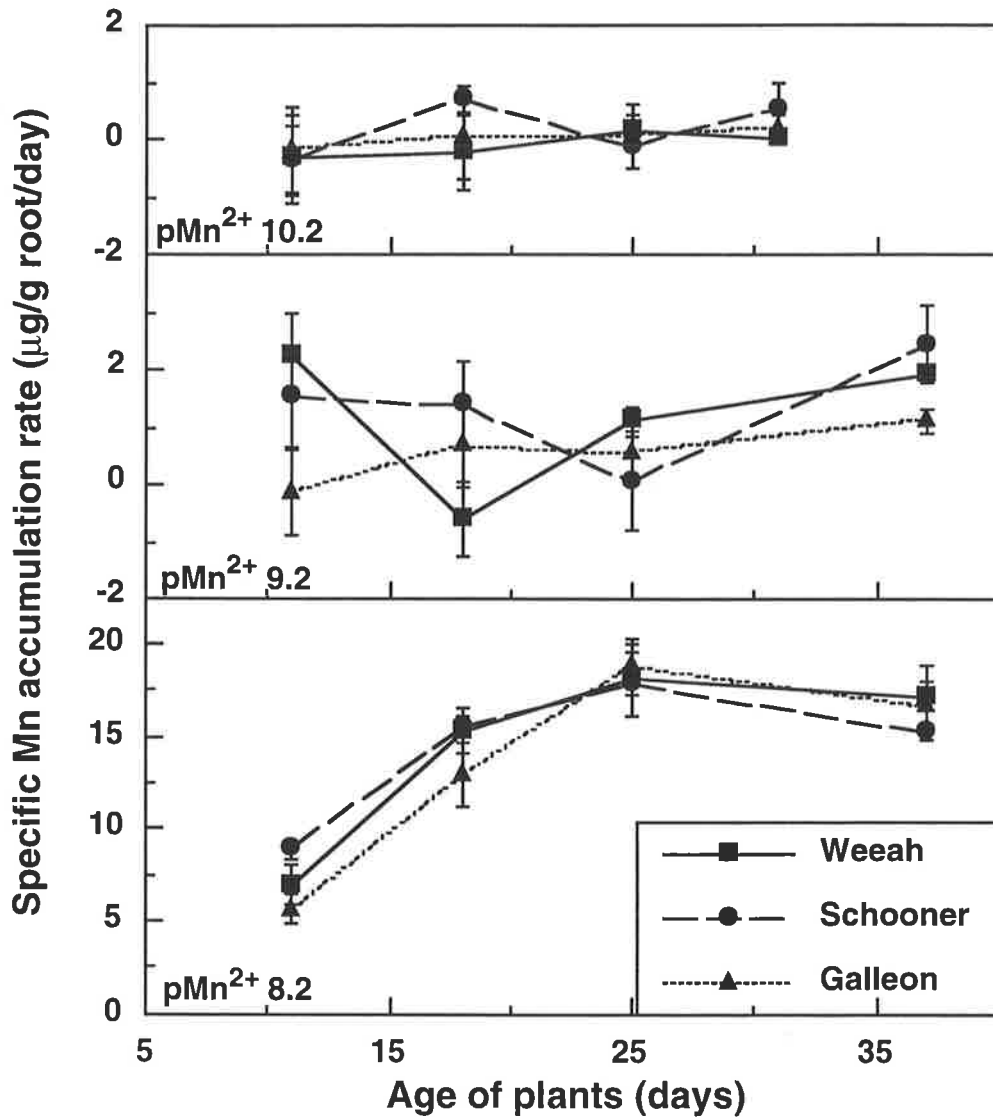 Specific Mn accumulation rate (µg/g root/day)
2
0
-2
pMn2+ 10.2
2
0
-2
pMn2+ 9.2
20
15
10
5
0
pMn2+ 8.2
Weeah
Schooner
Galleon
5
15
25
35
Age of plants (days)